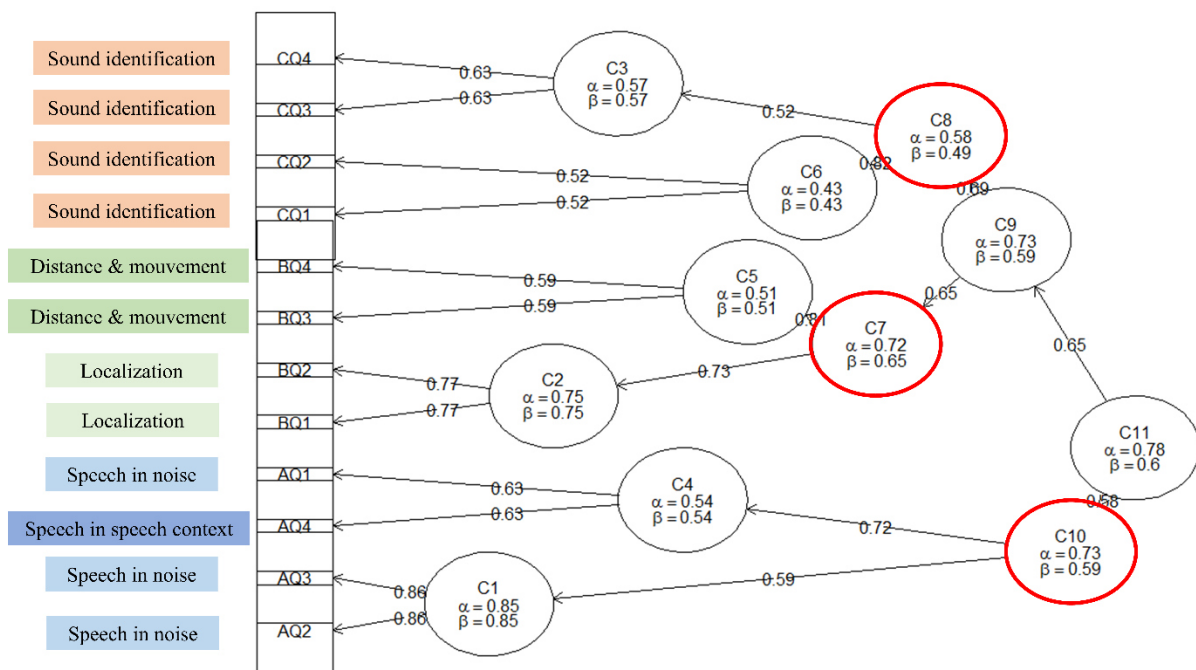 Sound identification
Sound identification
Sound identification
Sound identification
Distance & mouvement
Distance & mouvement
Localization
Localization
Speech in noise
Speech in speech context
Speech in noise
Speech in noise
CQ4
CQ3
CQ2
CQ1
BQ4
BQ3
BQ2
BQ1
AQ1
AQ4
AQ3
AQ2
0.63
0.63
0.52
0.52
0.59
0.59
0.77
0.77
0.63
0.63
0.86
0.86
C3
α = 0.57
β = 0.57
C6
α = 0.43
β = 0.43
C5
α = 0.51
β = 0.51
C2
α = 0.75
β = 0.75
C4
α = 0.54
β = 0.54
C1
α = 0.85
β = 0.85
0.52
0.82
0.81
0.73
0.72
0.59
C8
α = 0.58
β = 0.49
C7
α = 0.72
β = 0.65
C10
α = 0.73
β = 0.59
0.69
0.65
C9
α = 0.73
β = 0.59
0.65
0.58
C11
α = 0.78
β = 0.6